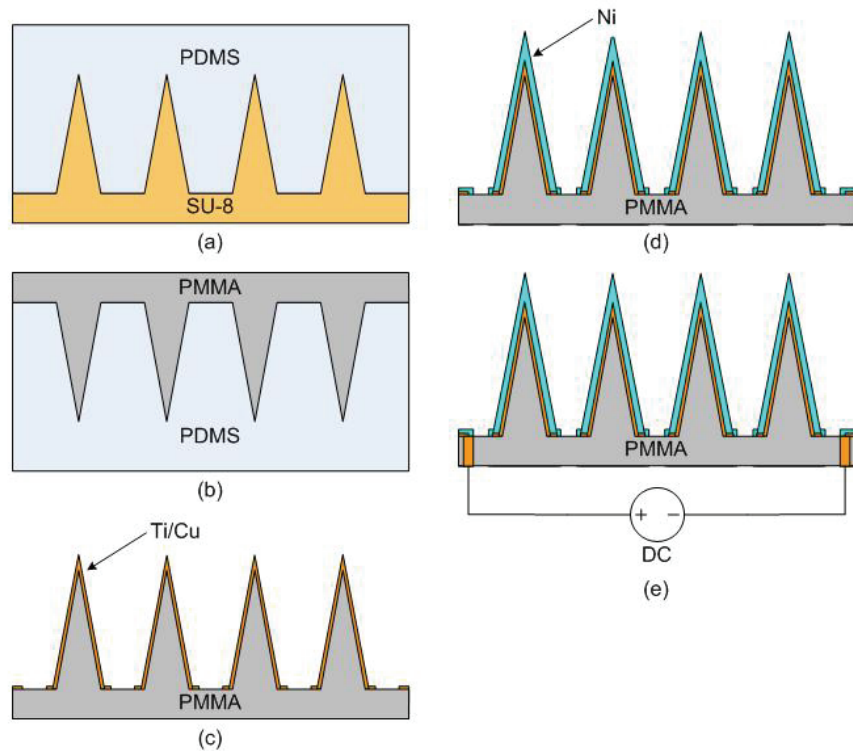 PDMS
SU-8
(a)
PMMA
PDMS
(b)
Ti/Cu
PMMA
(c)
Ni
PMMA
(d)
PMMA
+ −
DC
(e)